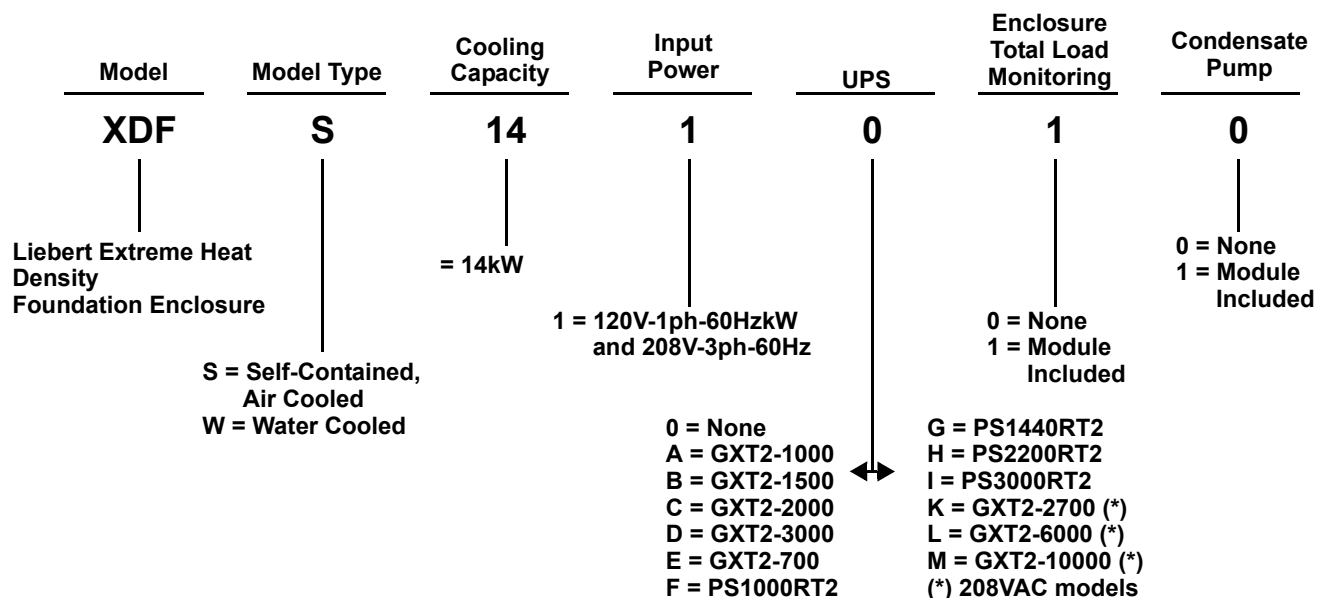 Model
Model Type
Cooling
Capacity
Input
Power
UPS
Enclosure
Total Load
Monitoring
Condensate
Pump
XDF
S
14
1
0
1
0
Liebert Extreme Heat
Density
Foundation Enclosure
S = Self-Contained,
Air Cooled
W = Water Cooled
= 14kW
1 = 120V-1ph-60HzkW
and 208V-3ph-60Hz
0 = None
A = GXT2-1000
B = GXT2-1500
C = GXT2-2000
D = GXT2-3000
E = GXT2-700
F = PS1000RT2
G = PS1440RT2
H = PS2200RT2
I = PS3000RT2
K = GXT2-2700 (*)
L = GXT2-6000 (*)
M = GXT2-10000 (*)
(*) 208VAC models
0 = None
1 = Module
Included
0 = None
1 = Module
Included